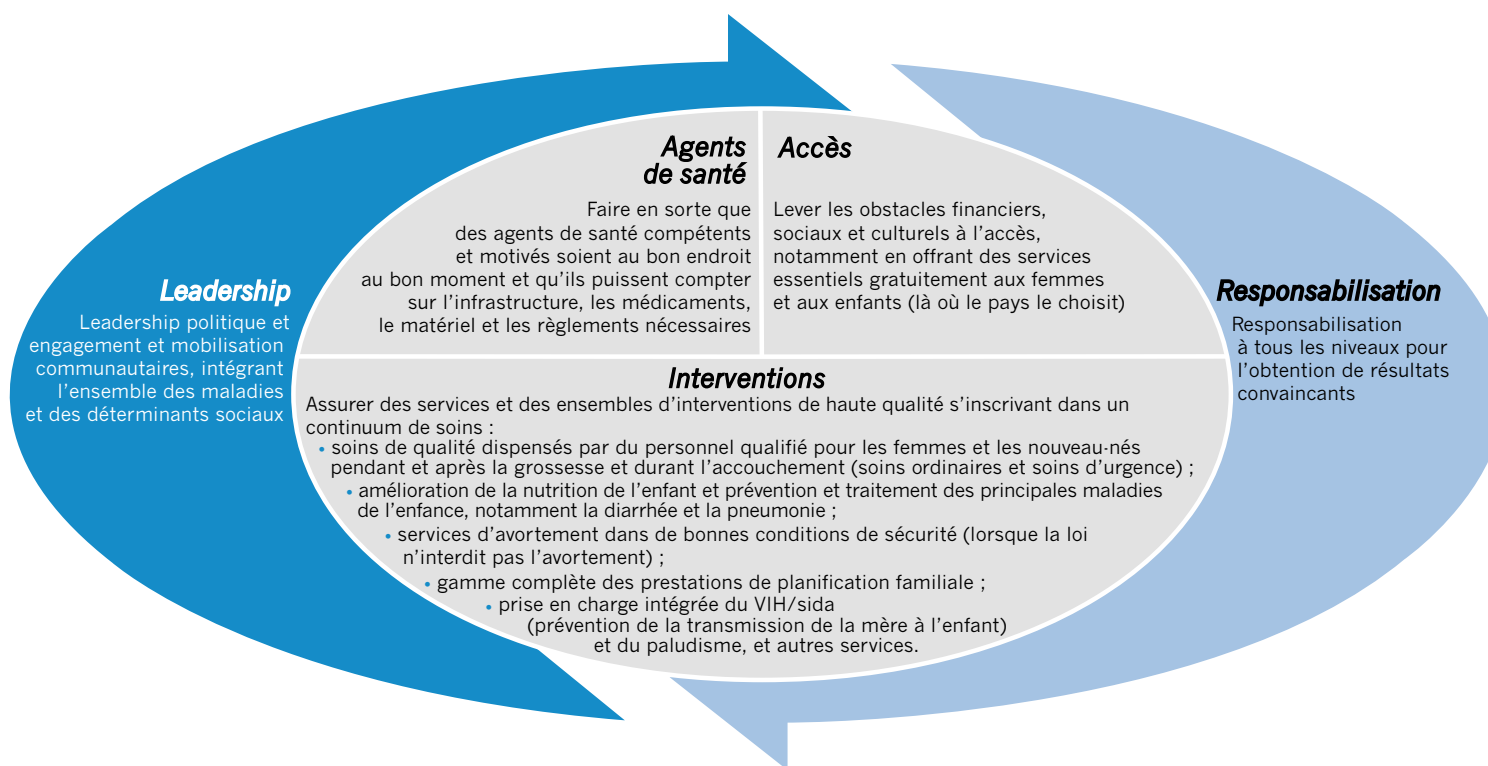 Agents
de santé
Faire en sorte que
des agents de santé compétents
et motivés soient au bon endroit
au bon moment et qu’ils puissent compter
sur l’infrastructure, les médicaments,
le matériel et les règlements nécessaires
Accès
Lever les obstacles financiers,
sociaux et culturels à l’accès,
notamment en offrant des services
essentiels gratuitement aux femmes
et aux enfants (là où le pays le choisit)
Leadership
Leadership politique et
engagement et mobilisation
communautaires, intégrant
l’ensemble des maladies
et des déterminants sociaux
Responsabilisation
Responsabilisation
à tous les niveaux pour
l’obtention de résultats
convaincants
Interventions
Assurer des services et des ensembles d’interventions de haute qualité s’inscrivant dans un
continuum de soins :
• soins de qualité dispensés par du personnel qualifié pour les femmes et les nouveau-nés
pendant et après la grossesse et durant l’accouchement (soins ordinaires et soins d’urgence) ;
• amélioration de la nutrition de l’enfant et prévention et traitement des principales maladies
de l’enfance, notamment la diarrhée et la pneumonie ;
• services d’avortement dans de bonnes conditions de sécurité (lorsque la loi
n’interdit pas l’avortement) ;
• gamme complète des prestations de planification familiale ;
• prise en charge intégrée du VIH/sida
(prévention de la transmission de la mère à l’enfant)
et du paludisme, et autres services.